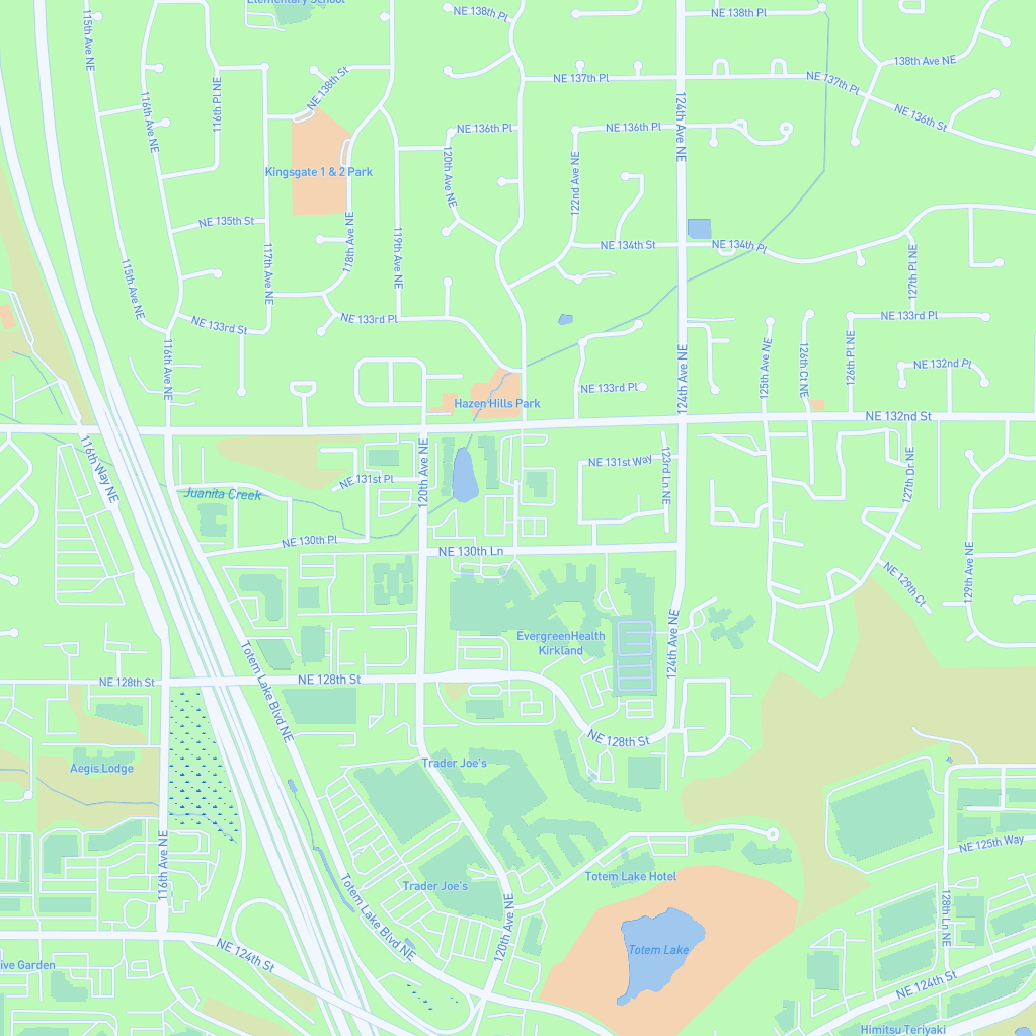 Elementary School
NE 138th Pl
NE 138th Pl
115th Ave NE
138th Ave NE
NE 137th Pl
NE 137th Pl
NE 138th St
116th Pl NE
116th Ave NE
124th Ave NE
NE 136th St
NE 136th Pl
NE 136th Pl
Kingsgate 1 & 2 Park
120th Ave NE
122nd Ave NE
NE 135th St
118th Ave NE
117th Ave NE
119th Ave NE
NE 134th St
NE 134th Pl
127th Pl NE
115th Ave NE
NE 133rd St
NE 133rd Pl
NE 133rd Pl
116th Ave NE
124th Ave NE
125th Ave NE
126th Ct NE
126th Pl NE
NE 132nd Pl
NE 133rd Pl
Hazen Hills Park
NE 132nd St
116th Way NE
120th Ave NE
NE 131st Way
123rd Ln NE
127th Dr NE
NE 131st Pl
Juanita Creek
NE 130th Pl
NE 130th Ln
129th Ave NE
NE 129th Ct
EvergreenHealth
Kirkland
124th Ave NE
Totem Lake Blvd NE
NE 128th St
NE 128th St
NE 128th St
Trader Joe's
Aegis Lodge
116th Ave NE
NE 125th Way
Totem Lake Hotel
Trader Joe's
Totem Lake Blvd NE
120th Ave NE
128th Ln NE
Totem Lake
NE 124th St
ive Garden
NE 124th St
Himitsu Teriyaki